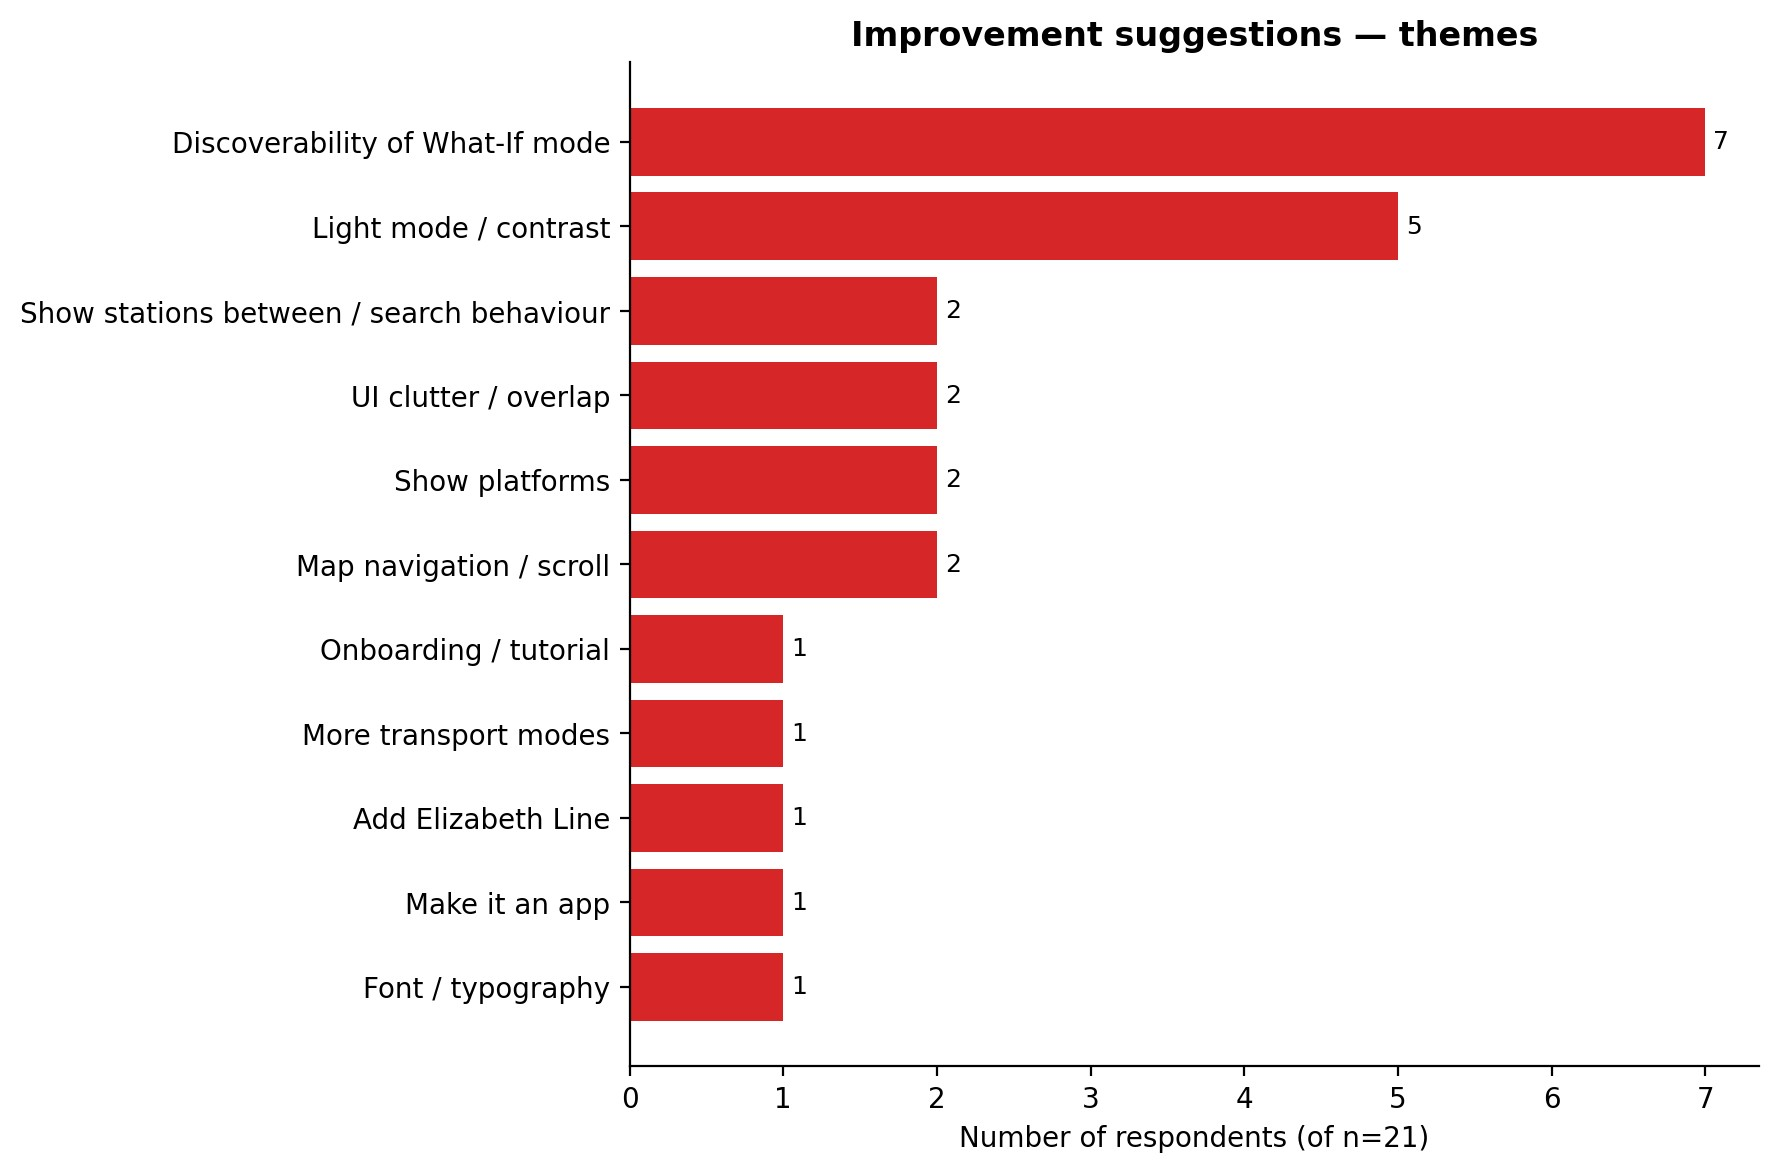 Improvement suggestions — themes
Discoverability of What-If mode
7
Light mode / contrast
5
Show stations between / search behaviour
2
UI clutter / overlap
2
Show platforms
2
Map navigation / scroll
2
Onboarding / tutorial
1
More transport modes
1
Add Elizabeth Line
1
Make it an app
1
Font / typography
1
0 1 2 3 4 5 6 7
Number of respondents (of n=21)